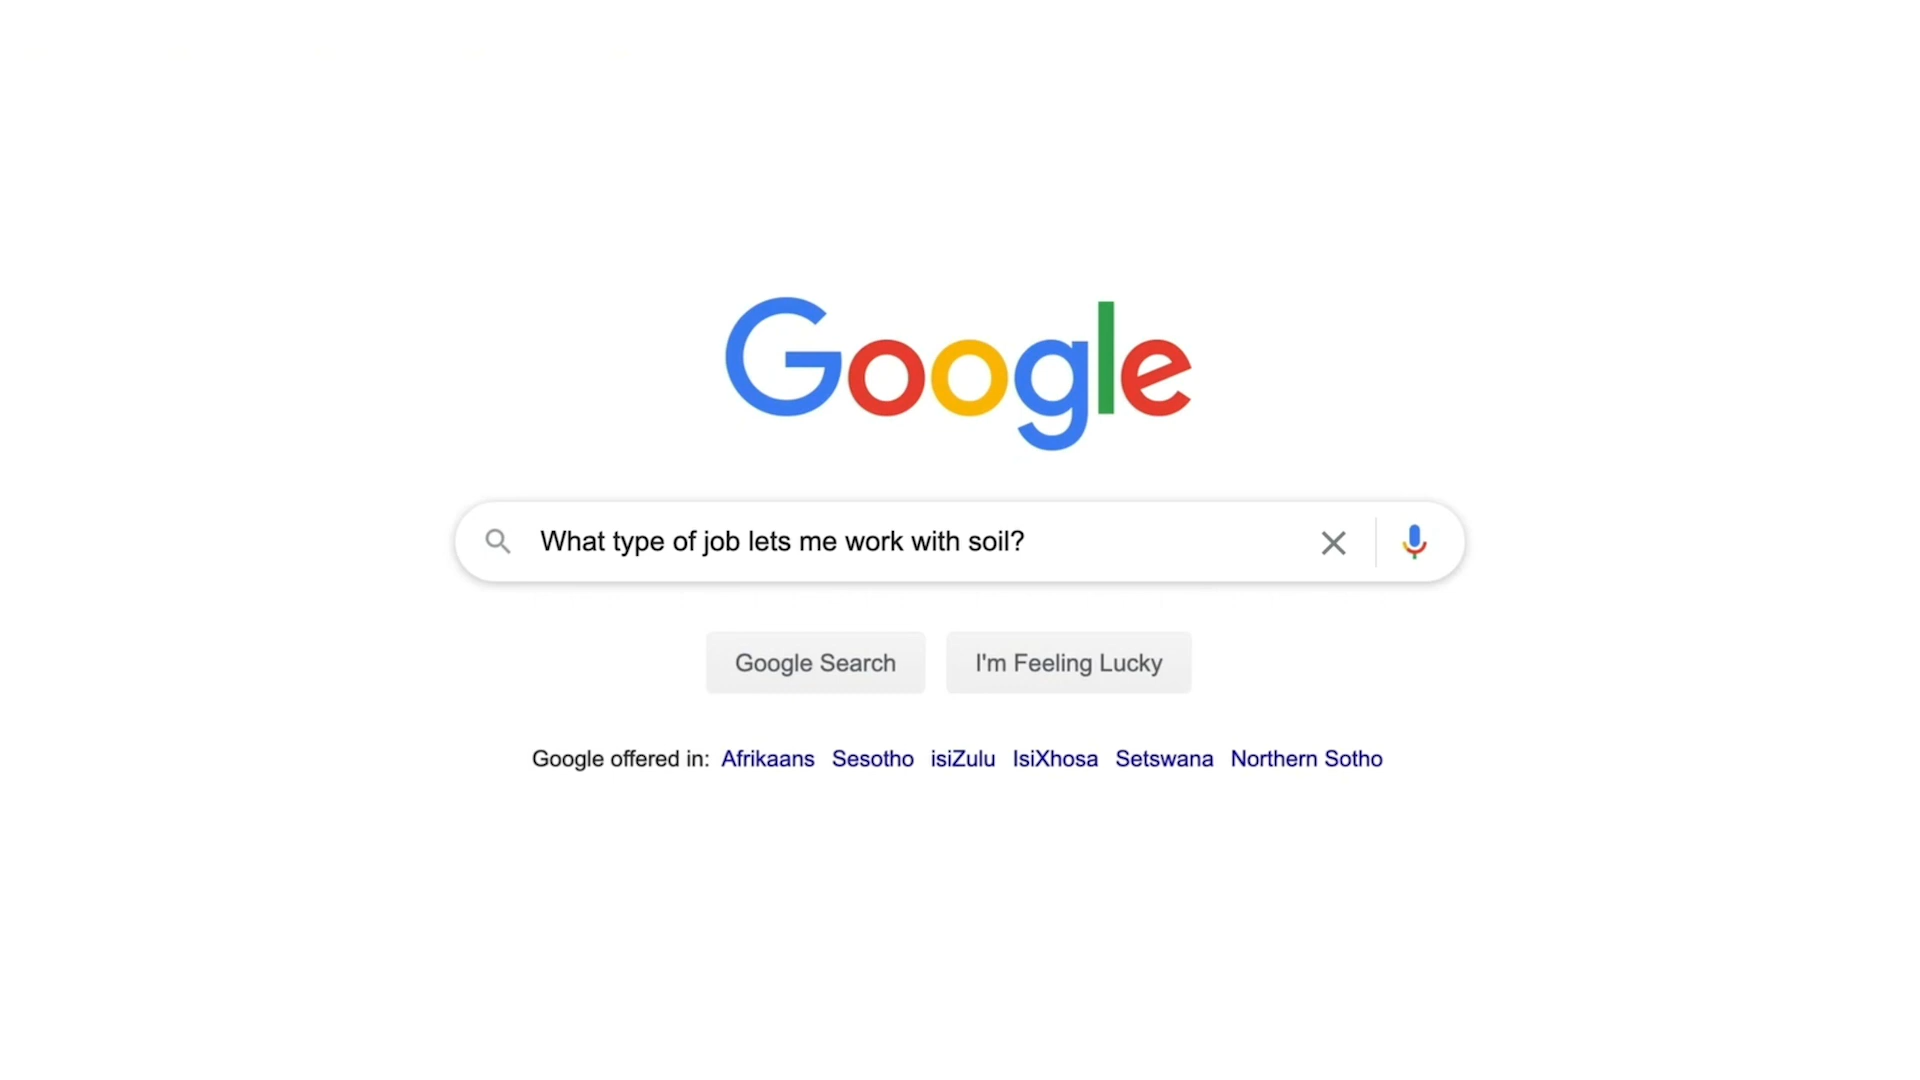 Google
What type of job lets me work with soil?
Google Search I'm Feeling Lucky
Google offered in: Afrikaans Sesotho isiZulu IsiXhosa Setswana Northern Sotho